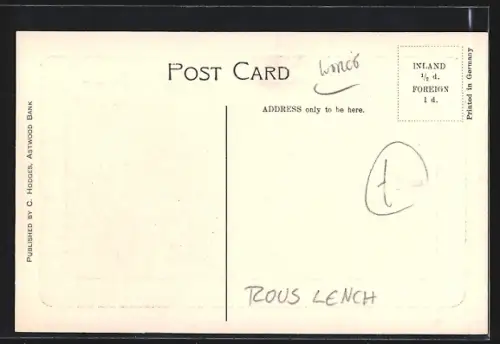 POST CARD
Worcs
INLAND
½ d.
FOREIGN
1 d.
Printed in Germany
ADDRESS only to be here.
PUBLISHED BY C. HODGES, ASTWOOD BANK
ROUS LENCH